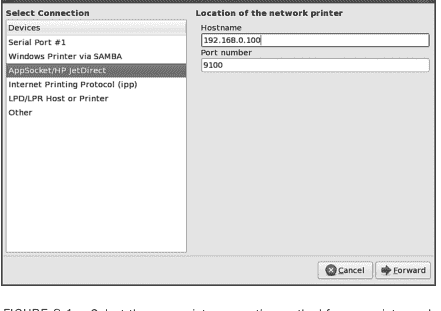 Select Connection
Devices
Serial Port #1
Windows Printer via SAMBA
AppSocket/HP JetDirect
Internet Printing Protocol (ipp)
LPD/LPR Host or Printer
Other
Location of the network printer
Hostname
192.168.0.100
Port number
9100
Cancel
Forward